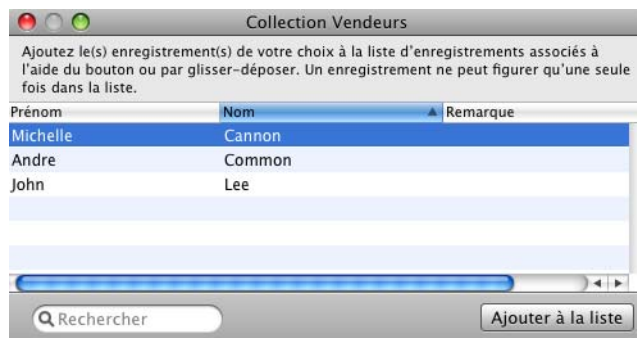 Collection Vendeurs
Ajoutez le(s) enregistrement(s) de votre choix à la liste d'enregistrements associés à
l'aide du bouton ou par glisser-déposer. Un enregistrement ne peut figurer qu'une seule
fois dans la liste.
Prénom Nom Remarque
Michelle Cannon
Andre Common
John Lee
Rechercher Ajouter à la liste